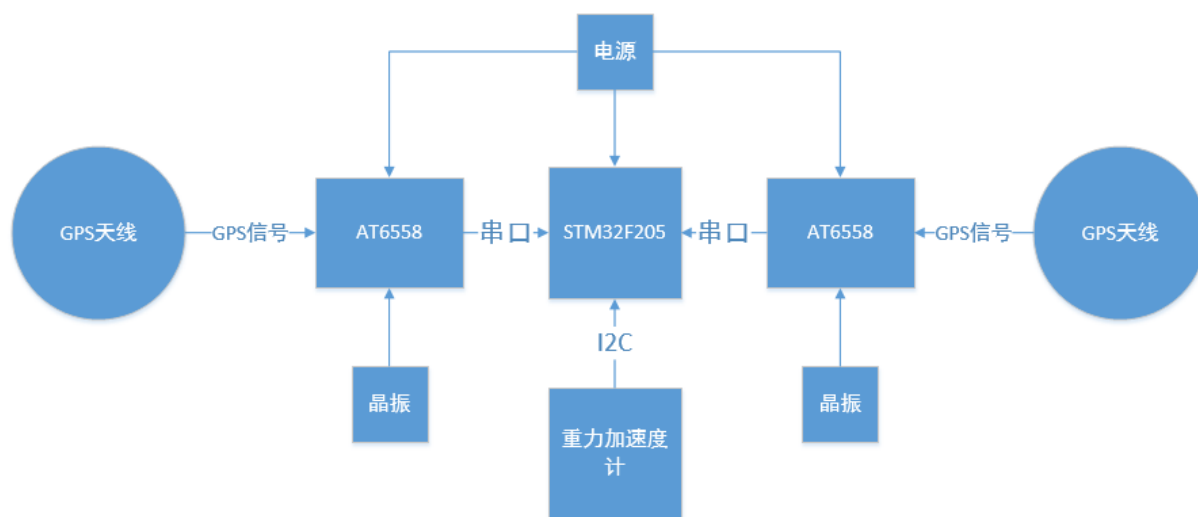 电源
GPS天线
GPS信号
AT6558
串口
STM32F205
串口
AT6558
GPS信号
GPS天线
I2C
晶振
重力加速度
计
晶振